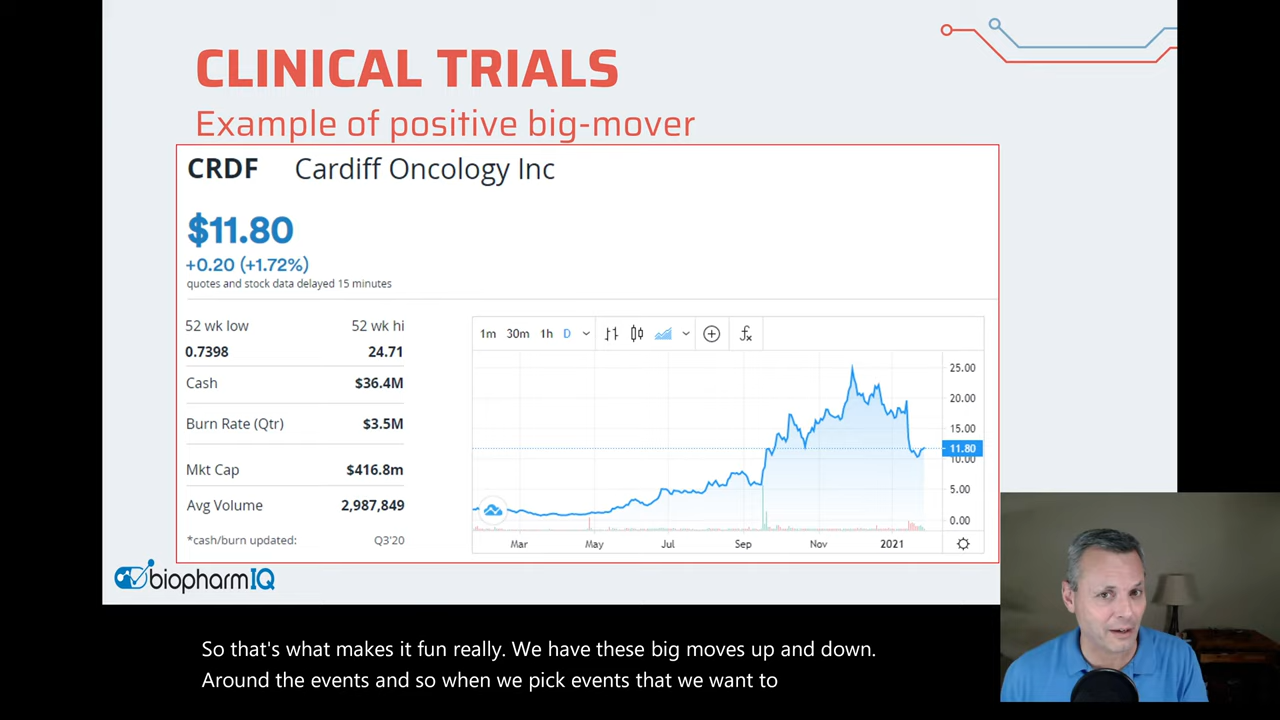 CLINICAL TRIALS
Example of positive big-mover
CRDF Cardiff Oncology Inc
$11.80
+0.20 (+1.72%)
quotes and stock data delayed 15 minutes
52 wk low 52 wk hi
0.7398 24.71
Cash $36.4M
Burn Rate (Qtr) $3.5M
Mkt Cap $416.8m
Avg Volume 2,987,849
*cash/burn updated: Q3'20
1m 30m 1h D
25.00
20.00
15.00
11.80
10.00
5.00
0.00
Mar May Jul Sep Nov 2021
biopharmIQ
So that's what makes it fun really. We have these big moves up and down.
Around the events and so when we pick events that we want to